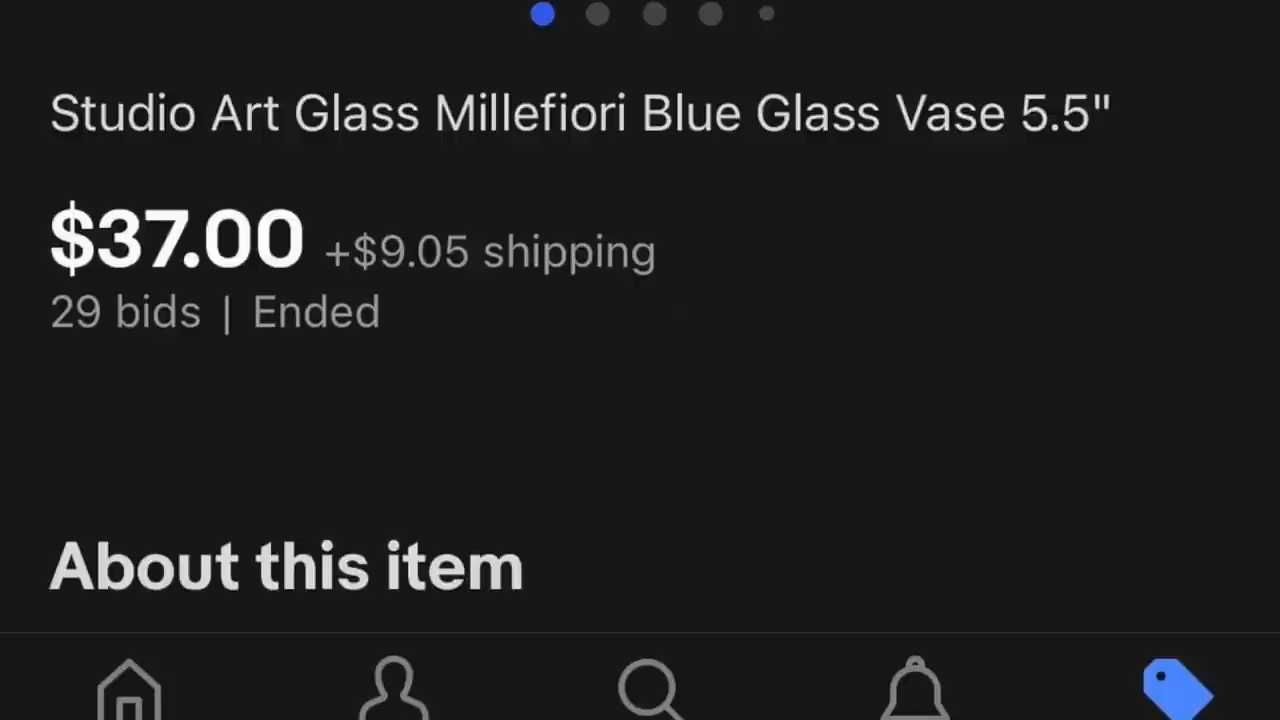 Studio Art Glass Millefiori Blue Glass Vase 5.5"
$37.00 +$9.05 shipping
29 bids | Ended
About this item